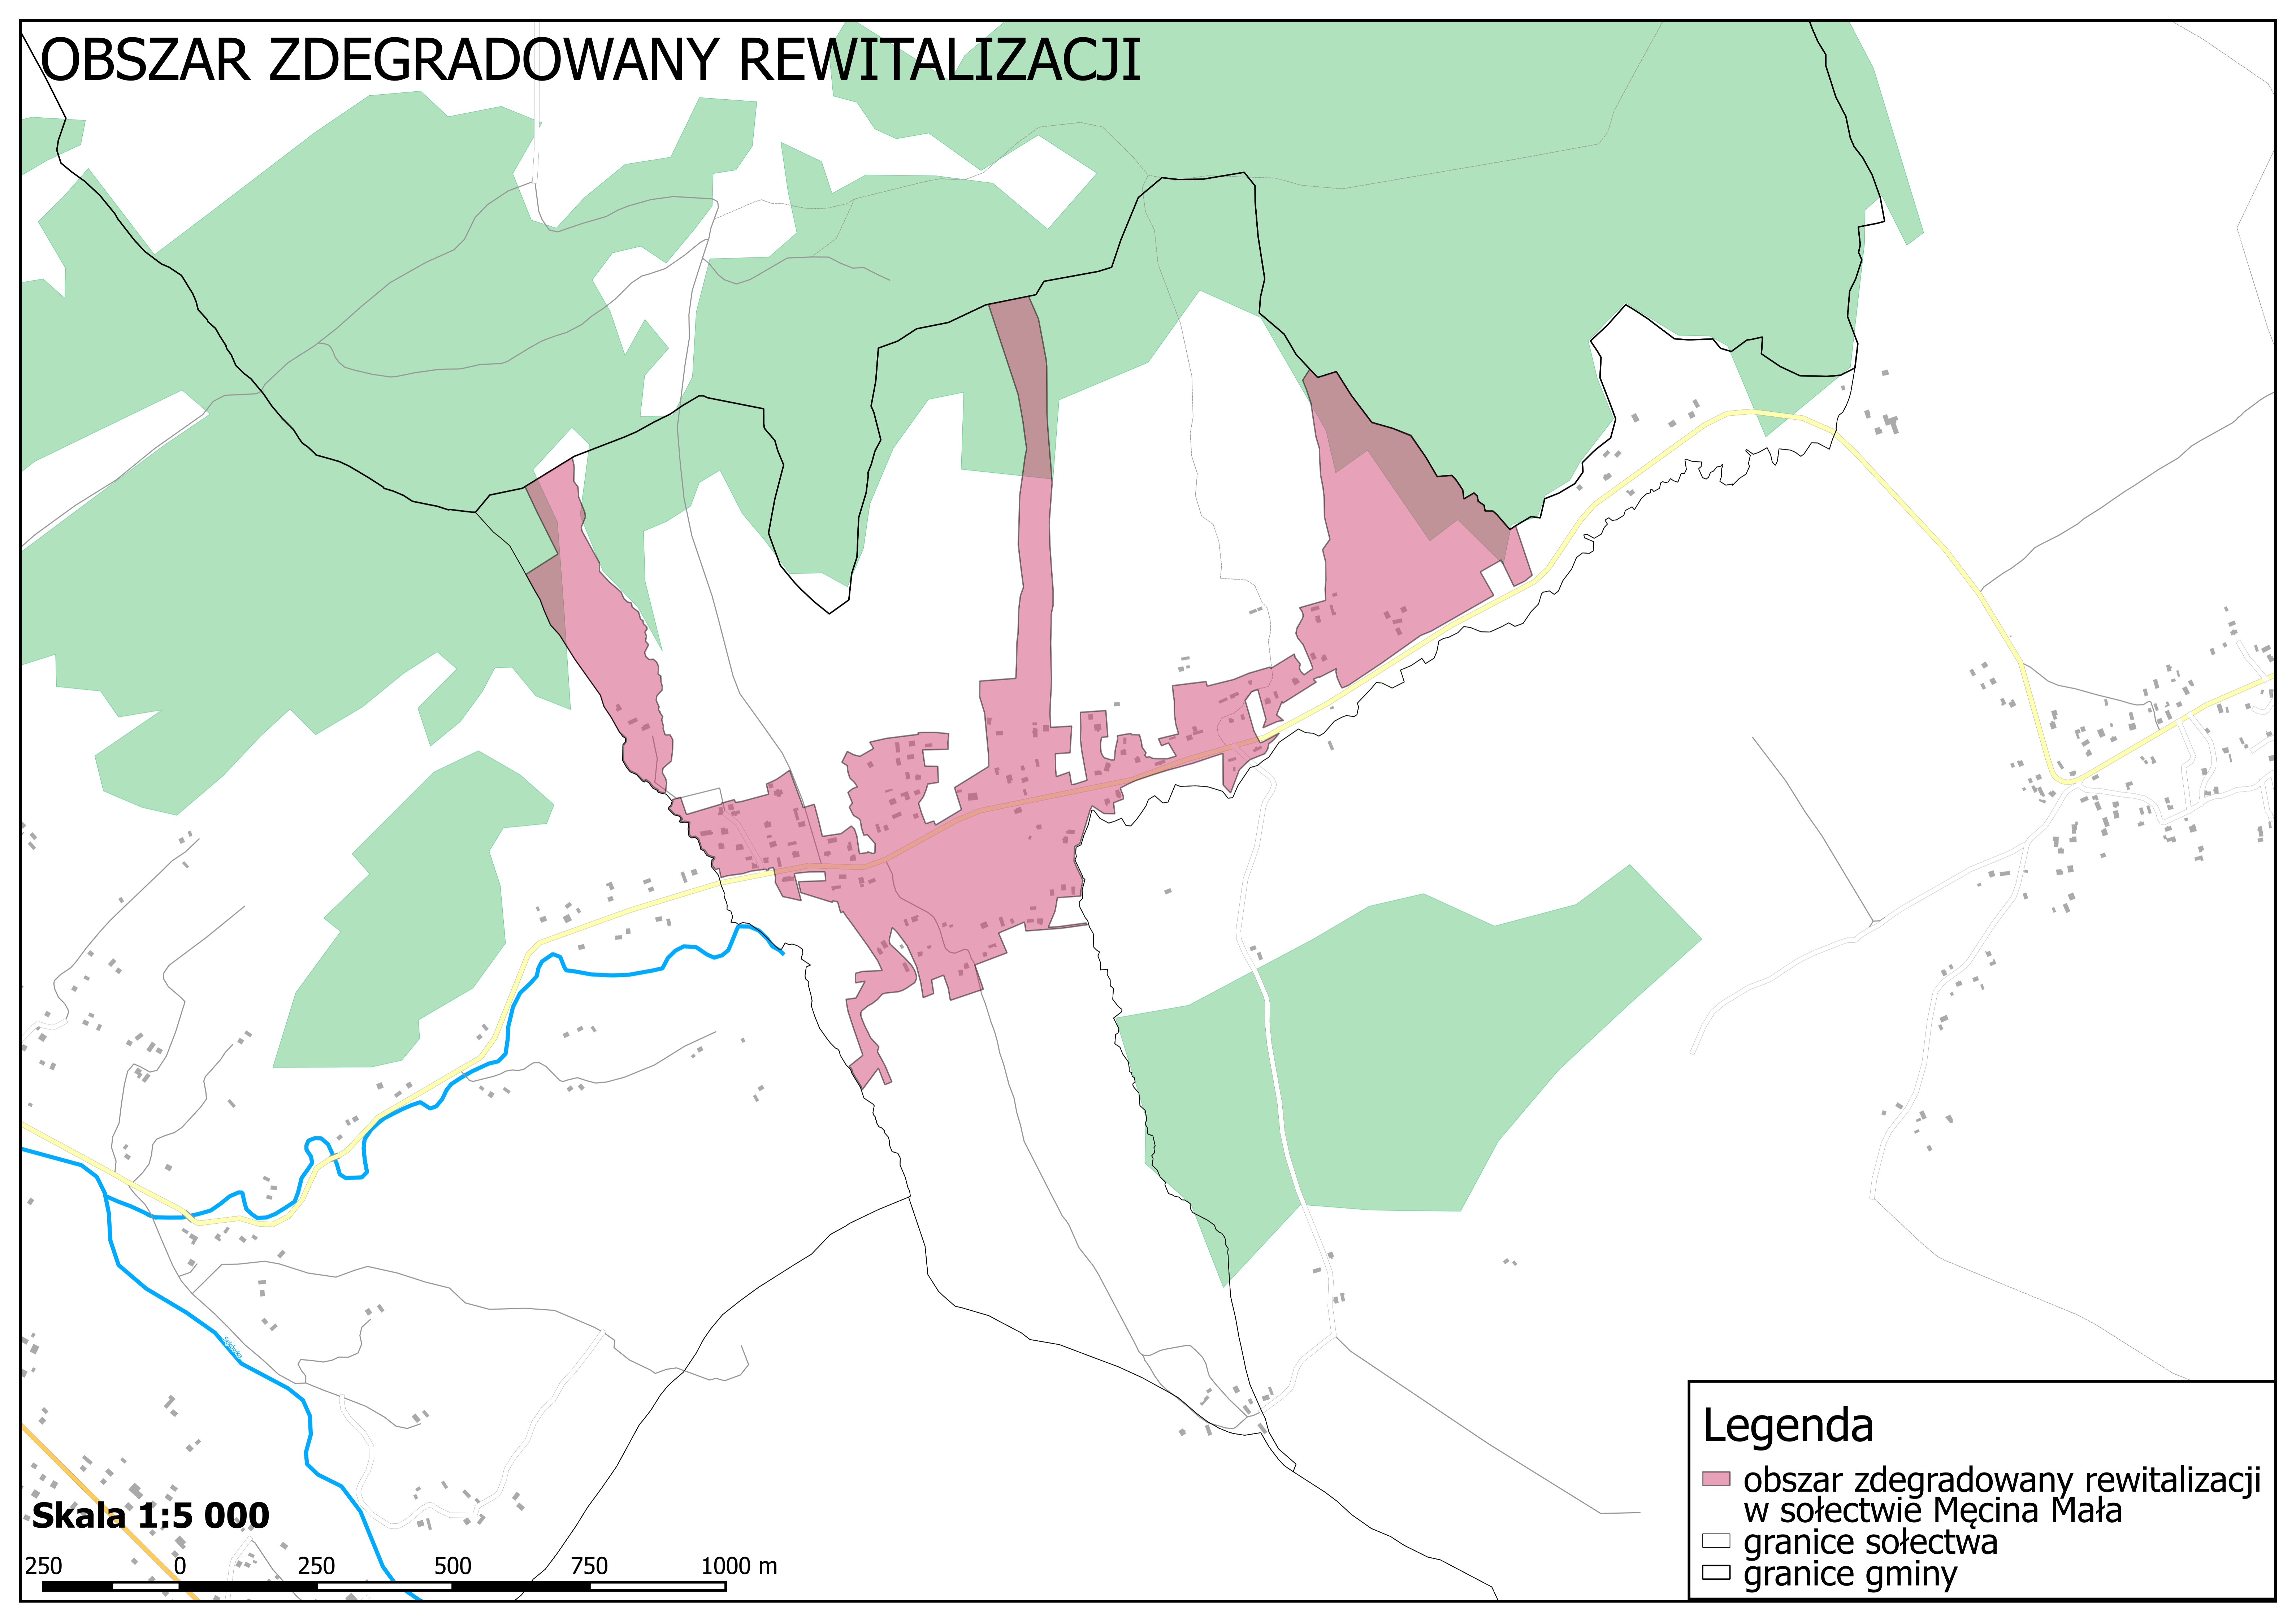 OBSZAR ZDEGRADOWANY REWITALIZACJI
Legenda
obszar zdegradowany rewitalizacji
w sołectwie Męcina Mała
granice sołectwa
granice gminy
Skala 1:5 000
250 0 250 500 750 1000 m